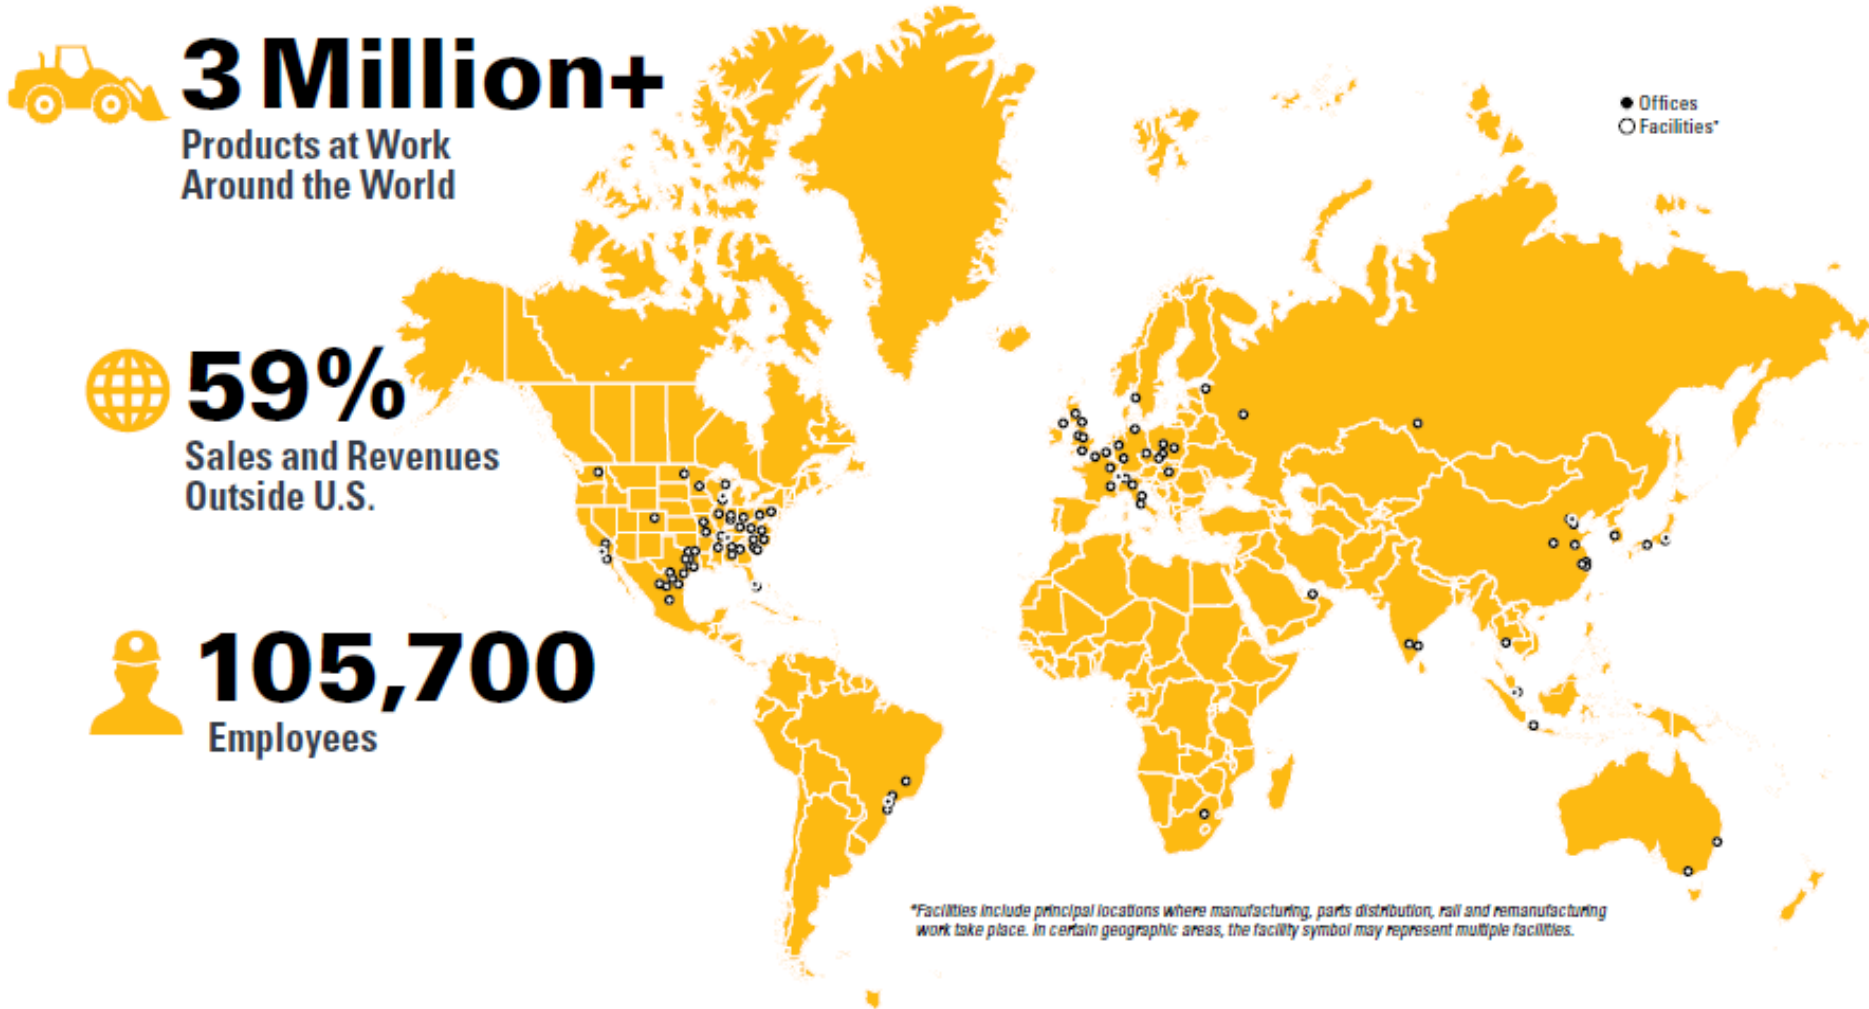 3 Million+
Products at Work
Around the World
59%
Sales and Revenues
Outside U.S.
105,700
Employees
Offices
Facilities*
*Facilities include principal locations where manufacturing, parts distribution, rail and remanufacturing
work take place. In certain geographic areas, the facility symbol may represent multiple facilities.